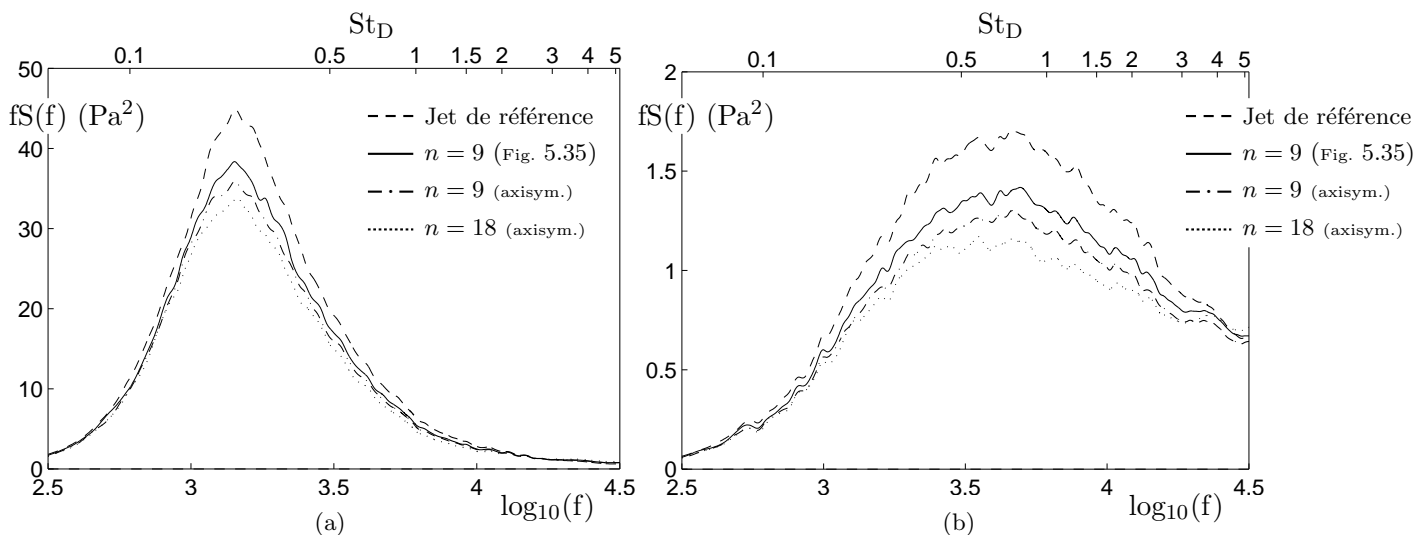 St_D
0.1 0.5 1 1.5 2 3 4 5
50
40
30
20
10
0
fS(f) (Pa²)
Jet de référence
n = 9 (Fig. 5.35)
n = 9 (axisym.)
n = 18 (axisym.)
2.5 3 3.5 4 4.5
log₁₀(f)
(a)
St_D
0.1 0.5 1 1.5 2 3 4 5
2
1.5
1
0.5
0
fS(f) (Pa²)
Jet de référence
n = 9 (Fig. 5.35)
n = 9 (axisym.)
n = 18 (axisym.)
2.5 3 3.5 4 4.5
log₁₀(f)
(b)